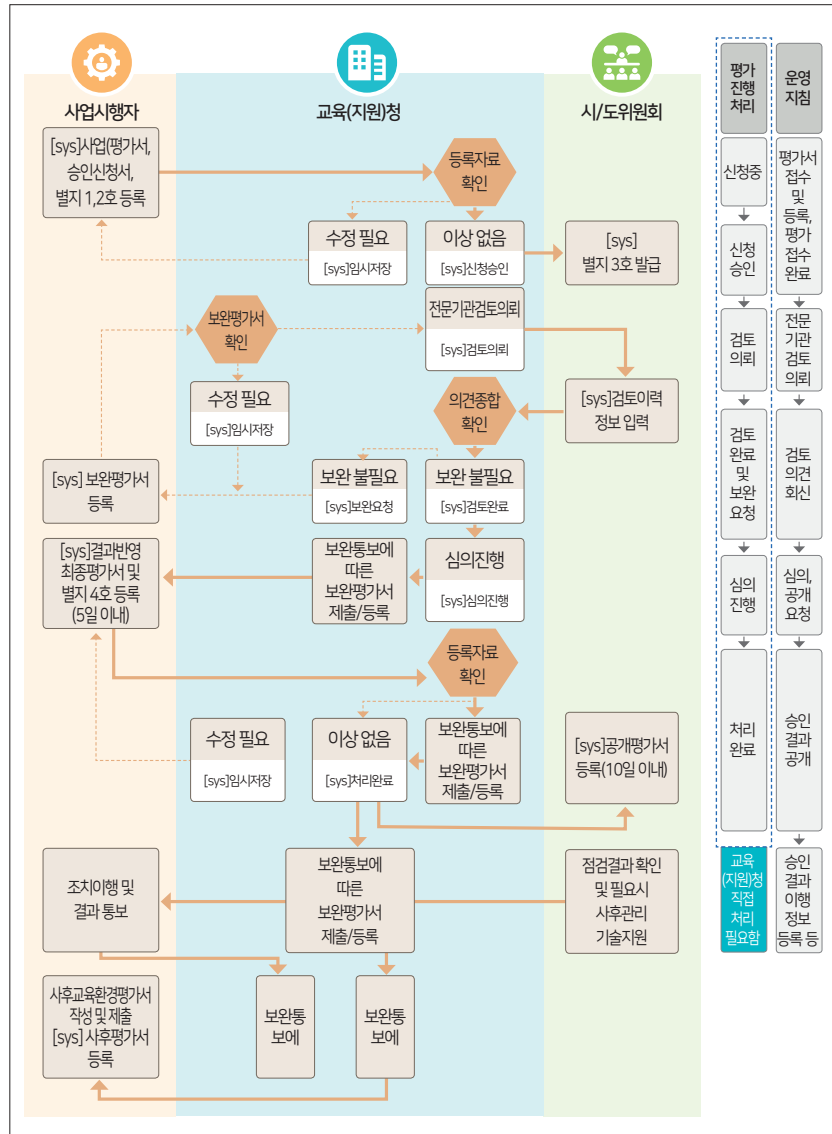 사업시행자
교육(지원)청
시/도위원회
[sys]사업(평가서,
승인신청서,
별지 1,2호 등록
등록자료
확인
수정 필요
[sys]임시저장
이상 없음
[sys]신청승인
[sys]
별지 3호 발급
보완평가서
확인
전문기관검토의뢰
[sys]검토의뢰
수정 필요
[sys]임시저장
의견종합
확인
[sys]검토이력
정보 입력
[sys] 보완평가서
등록
보완 불필요
[sys]보완요청
보완 불필요
[sys]검토완료
[sys]결과반영
최종평가서 및
별지 4호 등록
(5일 이내)
보완통보에
따른
보완평가서
제출/등록
심의진행
[sys]심의진행
등록자료
확인
수정 필요
[sys]임시저장
이상 없음
[sys]처리완료
보완통보에
따른
보완평가서
제출/등록
[sys]공개평가서
등록(10일 이내)
조치이행 및
결과 통보
보완통보에
따른
보완평가서
제출/등록
점검결과 확인
및 필요시
사후관리
기술지원
사후교육환경평가서
작성 및 제출
[sys] 사후평가서
등록
보완통
보에
보완통
보에
평가
진행
처리
신청중
신청
승인
검토
의뢰
검토
완료
및
보완
요청
심의
진행
처리
완료
교육
(지원)청
직접
처리
필요함
운영
지침
평가서
접수
및
등록,
평가
접수
완료
전문
기관
검토
의뢰
검토
의견
회신
심의,
공개
요청
승인
결과
공개
승인
결과
이행
정보
등록 등